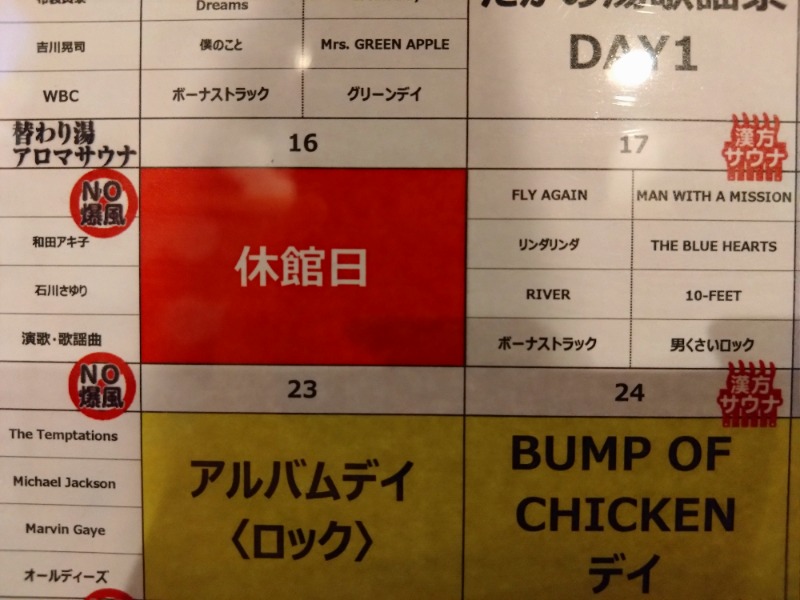 Dreams
DAY1
吉川晃司
僕のこと
Mrs. GREEN APPLE
WBC
ボーナストラック
グリーンデイ
替わり湯
アロマサウナ
16
17
漢方
サウナ
NO
爆風
和田アキ子
石川さゆり
演歌・歌謡曲
休館日
FLY AGAIN
MAN WITH A MISSION
リンダリンダ
THE BLUE HEARTS
RIVER
10-FEET
ボーナストラック
男くさいロック
NO
爆風
23
24
漢方
サウナ
The Temptations
Michael Jackson
Marvin Gaye
オールディーズ
アルバムデイ
〈ロック〉
BUMP OF
CHICKEN
デイ